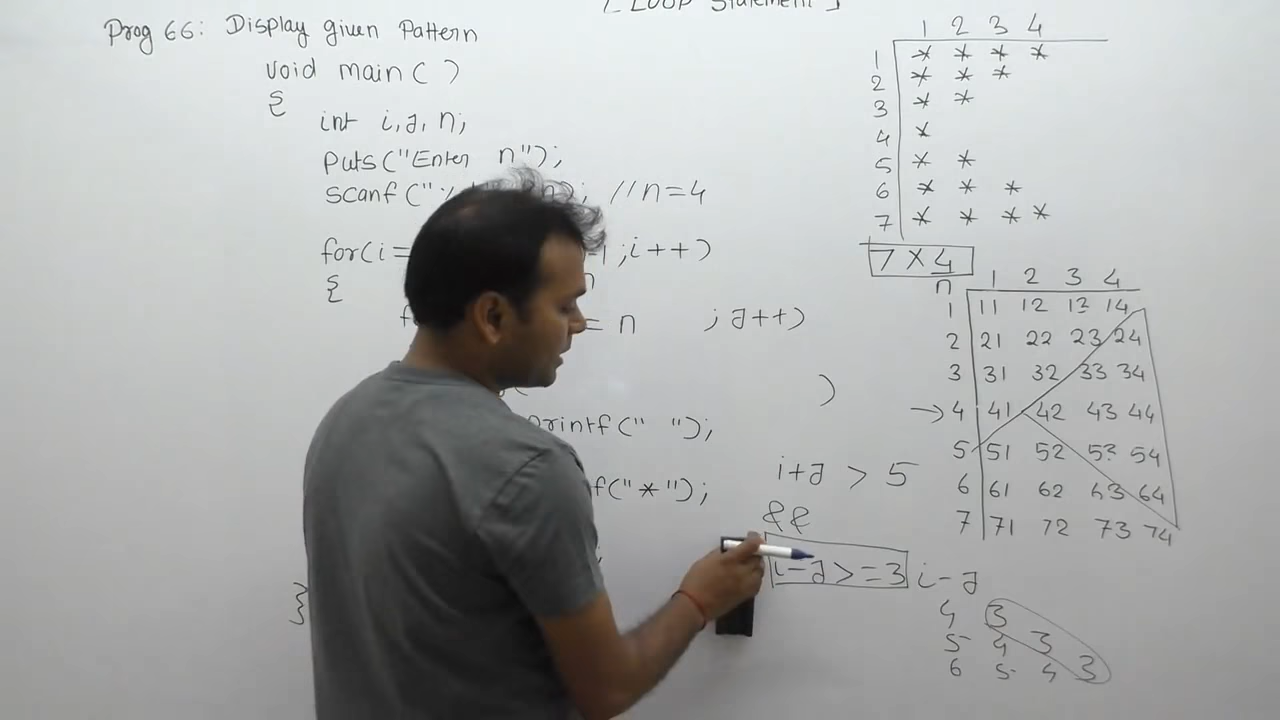 [ LOOP Statement ]
Prog 66: Display given Pattern
void main( )
{
int i,J, n;
Puts("Enter n");
Scanf("% ); //n=4
for(i= ;i++)
{ n
= n ;J++)
)
printf(" ");
f("*");
;
}
1 2 3 4
1 * * * *
2 * * *
3 * *
4 *
5 * *
6 * * *
7 * * * *
7 X 4
n
1 2 3 4
1 11 12 13 14
2 21 22 23 24
3 31 32 33 34
→ 4 41 42 43 44
5 51 52 53 54
6 61 62 63 64
7 71 72 73 74
i+J > 5
&&
i-J>=3 i-J
4 3
5 4 3
6 5 4 3